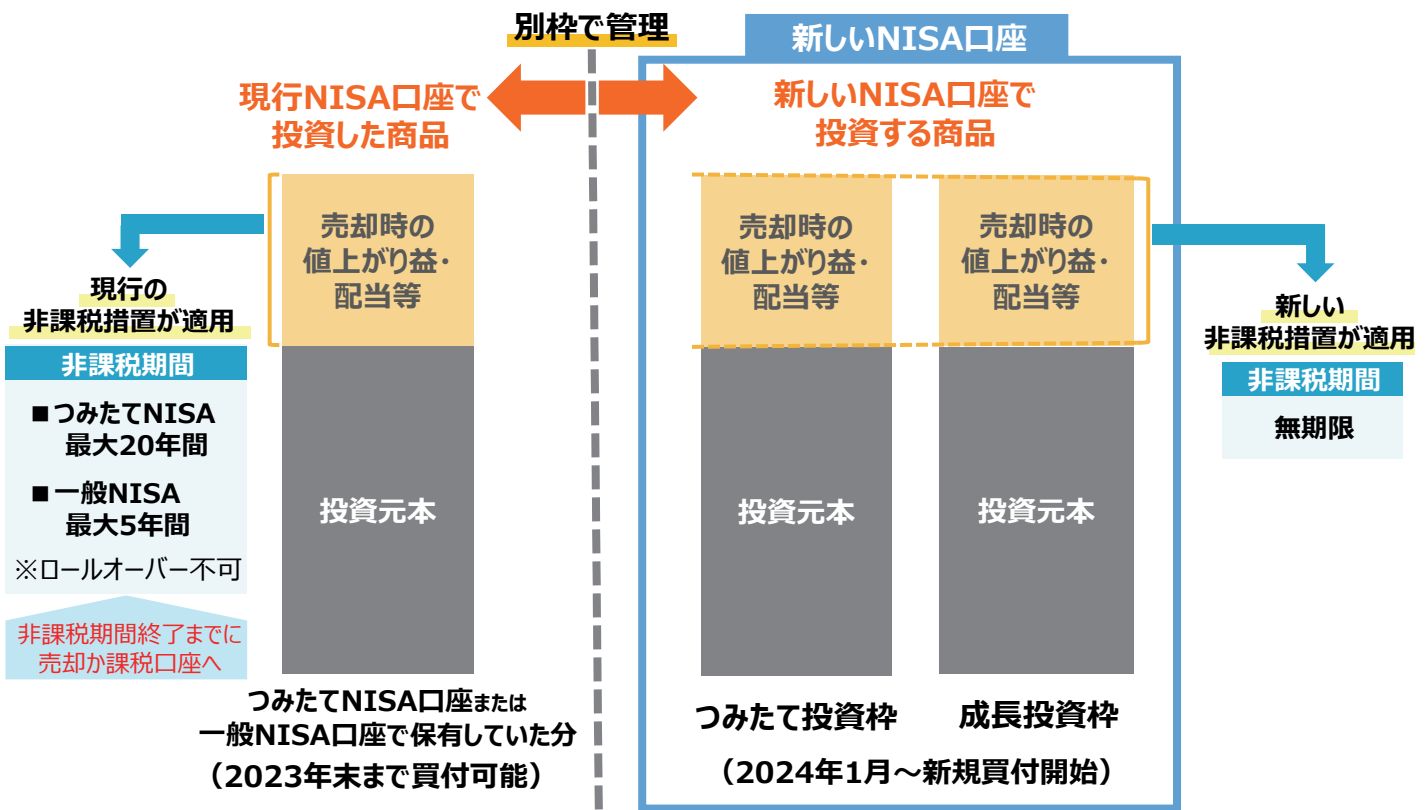 別枠で管理
新しいNISA口座
現行NISA口座で
投資した商品
新しいNISA口座で
投資する商品
売却時の
値上がり益・
配当等
投資元本
現行の
非課税措置が適用
非課税期間
■つみたてNISA
最大20年間
■一般NISA
最大5年間
※ロールオーバー不可
非課税期間終了までに
売却か課税口座へ
つみたてNISA口座または
一般NISA口座で保有していた分
（2023年末まで買付可能）
売却時の
値上がり益・
配当等
投資元本
つみたて投資枠
売却時の
値上がり益・
配当等
投資元本
成長投資枠
（2024年1月～新規買付開始）
新しい
非課税措置が適用
非課税期間
無期限